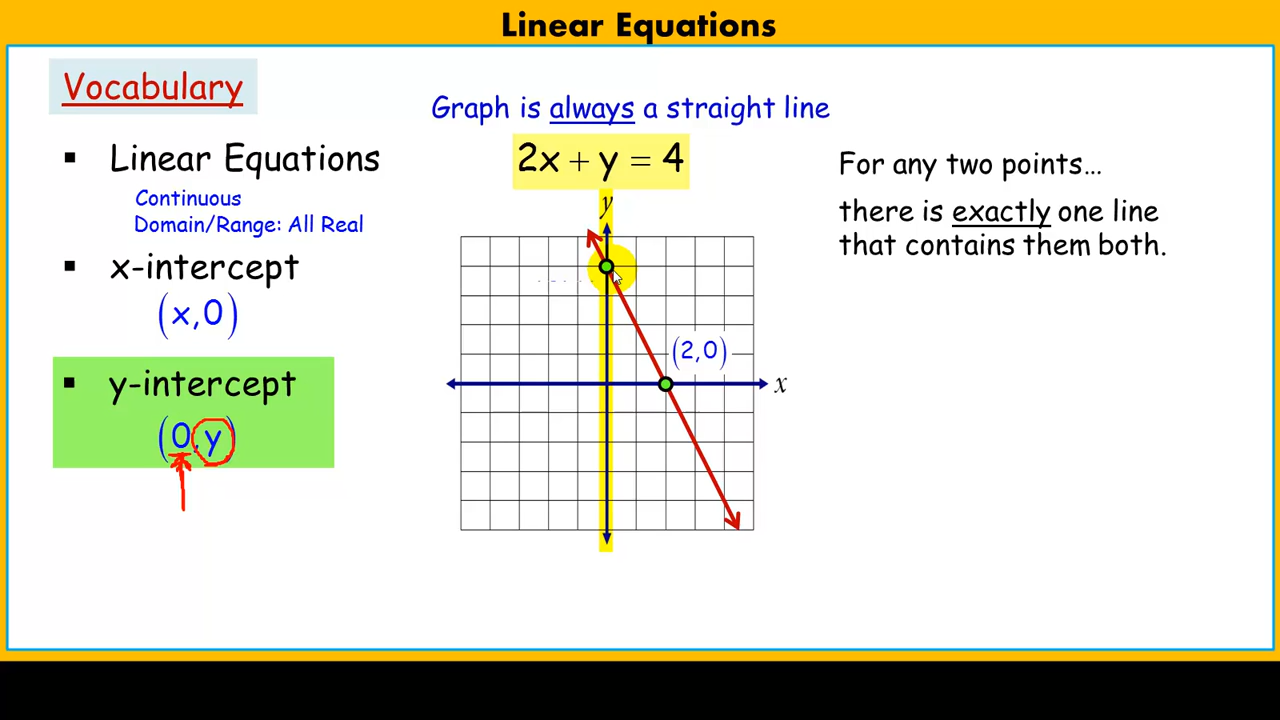 Linear Equations
Vocabulary
Graph is always a straight line
▪ Linear Equations
2x + y = 4
For any two points…
Continuous
Domain/Range: All Real
y
there is exactly one line
that contains them both.
▪ x-intercept
(x,0)
(2,0)
▪ y-intercept
x
(0,y)